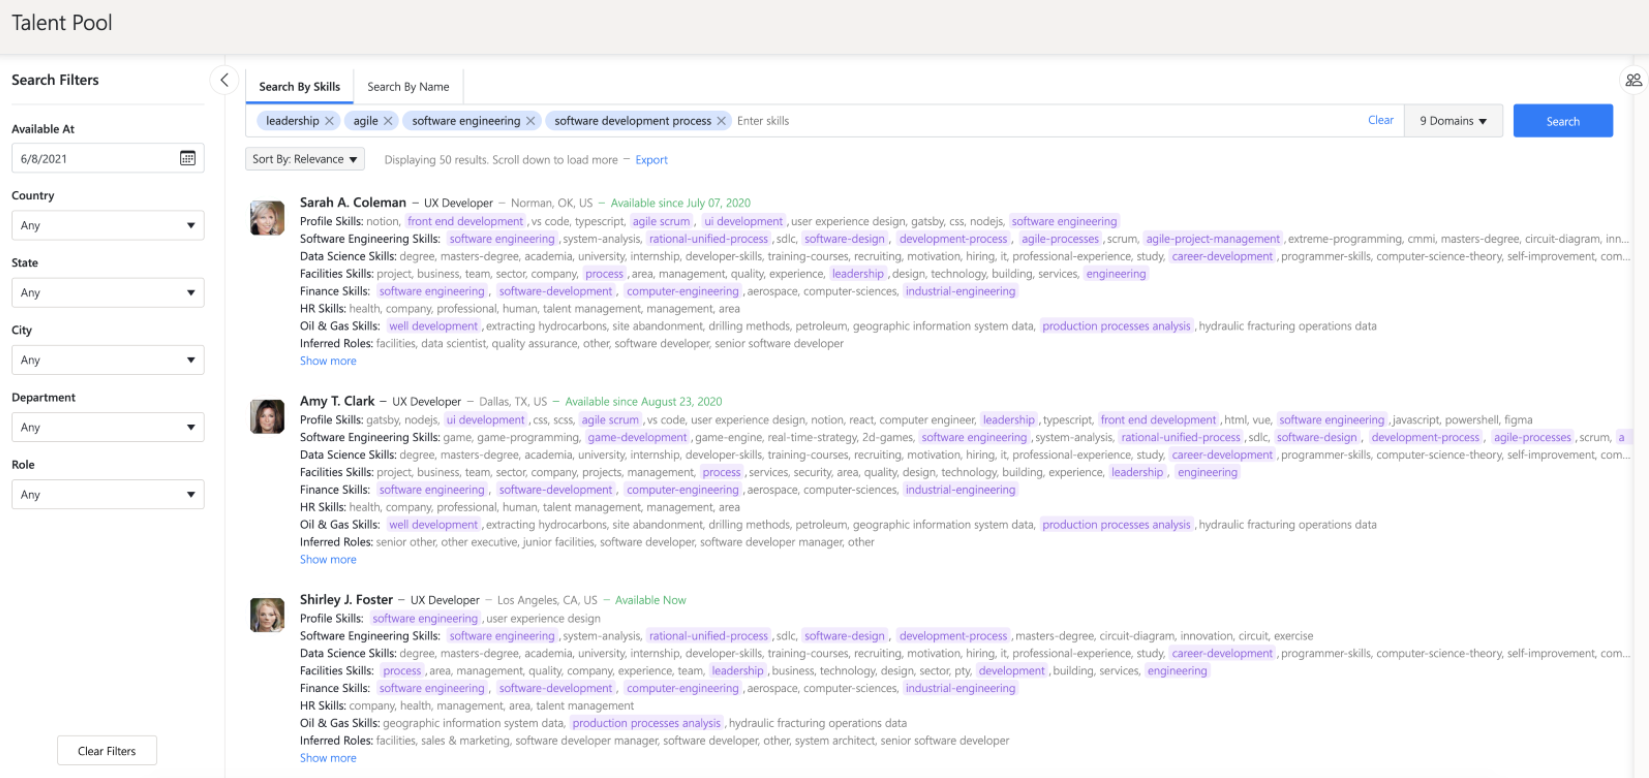 Talent Pool
Search Filters
Search By Skills
Search By Name
leadership agile software engineering software development process Enter skills
Clear
9 Domains
Search
Sort By: Relevance
Displaying 50 results. Scroll down to load more – Export
Available At
6/8/2021
Country
Any
State
Any
City
Any
Department
Any
Role
Any
Clear Filters
Sarah A. Coleman – UX Developer – Norman, OK, US – Available since July 07, 2020
Profile Skills: notion, front end development, vs code, typescript, agile scrum, ui development, user experience design, gatsby, css, nodejs, software engineering
Software Engineering Skills: software engineering, system-analysis, rational-unified-process, sdlc, software-design, development-process, agile-processes, scrum, agile-project-management, extreme-programming, cmmi, masters-degree, circuit-diagram, inn...
Data Science Skills: degree, masters-degree, academia, university, internship, developer-skills, training-courses, recruiting, motivation, hiring, it, professional-experience, study, career-development, programmer-skills, computer-science-theory, self-improvement, com...
Facilities Skills: project, business, team, sector, company, process, area, management, quality, experience, leadership, design, technology, building, services, engineering
Finance Skills: software engineering, software-development, computer-engineering, aerospace, computer-sciences, industrial-engineering
HR Skills: health, company, professional, human, talent management, management, area
Oil & Gas Skills: well development, extracting hydrocarbons, site abandonment, drilling methods, petroleum, geographic information system data, production processes analysis, hydraulic fracturing operations data
Inferred Roles: facilities, data scientist, quality assurance, other, software developer, senior software developer
Show more
Amy T. Clark – UX Developer – Dallas, TX, US – Available since August 23, 2020
Profile Skills: gatsby, nodejs, ui development, css, scss, agile scrum, vs code, user experience design, notion, react, computer engineer, leadership, typescript, front end development, html, vue, software engineering, javascript, powershell, figma
Software Engineering Skills: game, game-programming, game-development, game-engine, real-time-strategy, 2d-games, software engineering, system-analysis, rational-unified-process, sdlc, software-design, development-process, agile-processes, scrum, a
Data Science Skills: degree, masters-degree, academia, university, internship, developer-skills, training-courses, recruiting, motivation, hiring, it, professional-experience, study, career-development, programmer-skills, computer-science-theory, self-improvement, com...
Facilities Skills: project, business, team, sector, company, projects, management, process, services, security, area, quality, design, technology, building, experience, leadership, engineering
Finance Skills: software engineering, software-development, computer-engineering, aerospace, computer-sciences, industrial-engineering
HR Skills: health, company, professional, human, talent management, management, area
Oil & Gas Skills: well development, extracting hydrocarbons, site abandonment, drilling methods, petroleum, geographic information system data, production processes analysis, hydraulic fracturing operations data
Inferred Roles: senior other, other executive, junior facilities, software developer, software developer manager, other
Show more
Shirley J. Foster – UX Developer – Los Angeles, CA, US – Available Now
Profile Skills: software engineering, user experience design
Software Engineering Skills: software engineering, system-analysis, rational-unified-process, sdlc, software-design, development-process, masters-degree, circuit-diagram, innovation, circuit, exercise
Data Science Skills: degree, masters-degree, academia, university, internship, developer-skills, training-courses, recruiting, motivation, hiring, it, professional-experience, study, career-development, programmer-skills, computer-science-theory, self-improvement, com...
Facilities Skills: process, area, management, quality, company, experience, team, leadership, business, technology, design, sector, pty, development, building, services, engineering
Finance Skills: software engineering, software-development, computer-engineering, aerospace, computer-sciences, industrial-engineering
HR Skills: company, health, management, area, talent management
Oil & Gas Skills: geographic information system data, production processes analysis, hydraulic fracturing operations data
Inferred Roles: facilities, sales & marketing, software developer manager, software developer, other, system architect, senior software developer
Show more